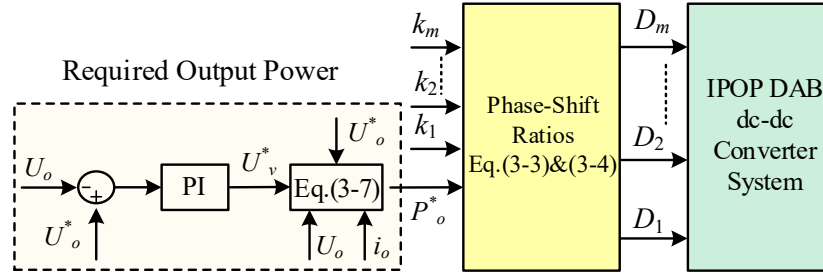 Required Output Power
U_o
-
+
U*_o
PI
U*_v
U*_o
Eq.(3-7)
U_o
i_o
P*_o
k_m
k_2
k_1
Phase-Shift
Ratios
Eq.(3-3)&(3-4)
D_m
D_2
D_1
IPOP DAB
dc-dc
Converter
System